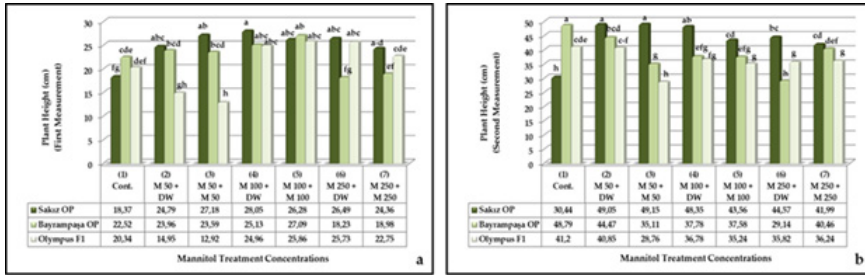 Plant Height (cm)
(First Measurement)
30
25
20
15
10
5
0
fg cde def
abc bcd gh
ab bcd h
a abc abc
abc abc abc
abc fg abc
a-d ef cde
(1) (2) (3) (4) (5) (6) (7)
Cont. M 50 + DW M 50 + M 50 M 100 + DW M 100 + M 100 M 250 + DW M 250 + M 250
Sakız OP 18,37 24,79 27,18 28,05 26,28 26,49 24,36
Bayrampaşa OP 22,52 23,96 23,59 25,13 27,09 18,23 18,98
Olympus F1 20,34 14,95 12,92 24,96 25,86 25,73 22,75
Mannitol Treatment Concentrations
a
Plant Height (cm)
(Second Measurement)
50
45
40
35
30
25
20
15
10
5
0
h a
a bcd c-f
a g h
ab efg fg
cd efg g
bc h g
cd
(1) (2) (3) (4) (5) (6) (7)
Cont. M 50 + DW M 50 + M 50 M 100 + DW M 100 + M 100 M 250 + DW M 250 + M 250
Sakız OP 30,44 49,05 49,15 48,35 43,56 44,57 41,99
Bayrampaşa OP 48,79 44,47 35,11 37,78 37,58 29,14 40,46
Olympus F1 41,2 40,85 28,76 36,78 35,24 35,82 36,24
Mannitol Treatment Concentrations
b